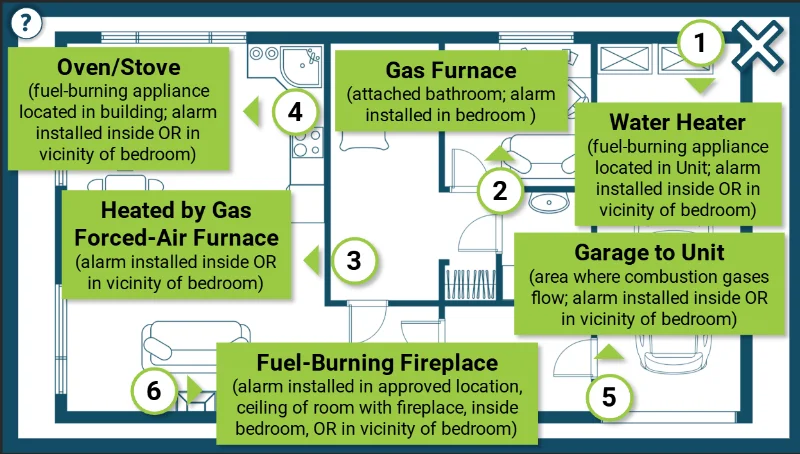 ?
1
Oven/Stove
(fuel-burning appliance
located in building; alarm
installed inside OR in
vicinity of bedroom)
4
Gas Furnace
(attached bathroom; alarm
installed in bedroom )
2
Water Heater
(fuel-burning appliance
located in Unit; alarm
installed inside OR in
vicinity of bedroom)
Heated by Gas
Forced-Air Furnace
(alarm installed inside OR
in vicinity of bedroom)
3
Garage to Unit
(area where combustion gases
flow; alarm installed inside OR
in vicinity of bedroom)
5
6
Fuel-Burning Fireplace
(alarm installed in approved location,
ceiling of room with fireplace, inside
bedroom, OR in vicinity of bedroom)